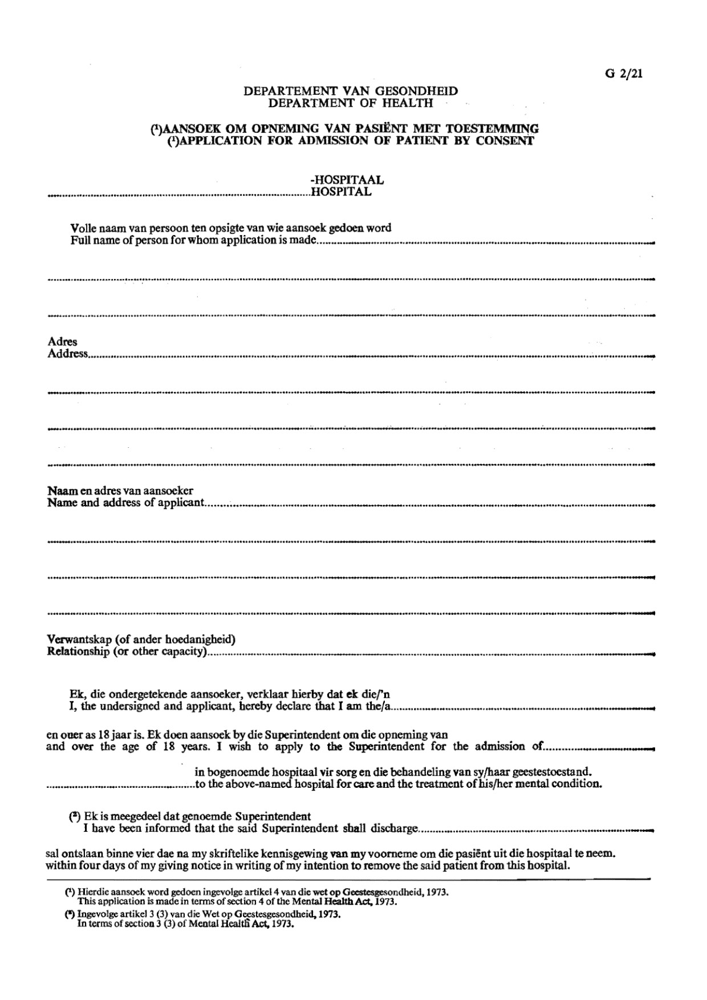 G 2/21
DEPARTEMENT VAN GESONDHEID
DEPARTMENT OF HEALTH
(¹)AANSOEK OM OPNEMING VAN PASIËNT MET TOESTEMMING
(¹)APPLICATION FOR ADMISSION OF PATIENT BY CONSENT
-HOSPITAAL
HOSPITAL
Volle naam van persoon ten opsigte van wie aansoek gedoen word
Full name of person for whom application is made
Adres
Address
Naam en adres van aansoeker
Name and address of applicant
Verwantskap (of ander hoedanigheid)
Relationship (or other capacity)
Ek, die ondergetekende aansoeker, verklaar hierby dat ek die/'n
I, the undersigned and applicant, hereby declare that I am the/a
en ouer as 18 jaar is. Ek doen aansoek by die Superintendent om die opneming van
and over the age of 18 years. I wish to apply to the Superintendent for the admission of
in bogenoemde hospitaal vir sorg en die behandeling van sy/haar geestestoestand.
to the above-named hospital for care and the treatment of his/her mental condition.
(²) Ek is meegedeel dat genoemde Superintendent
I have been informed that the said Superintendent shall discharge
sal ontslaan binne vier dae na my skriftelike kennisgewing van my voorneme om die pasiënt uit die hospitaal te neem.
within four days of my giving notice in writing of my intention to remove the said patient from this hospital.
(¹) Hierdie aansoek word gedoen ingevolge artikel 4 van die wet op Geestesgesondheid, 1973.
This application is made in terms of section 4 of the Mental Health Act, 1973.
(²) Ingevolge artikel 3 (3) van die Wet op Geestesgesondheid, 1973.
In terms of section 3 (3) of Mental Health Act, 1973.